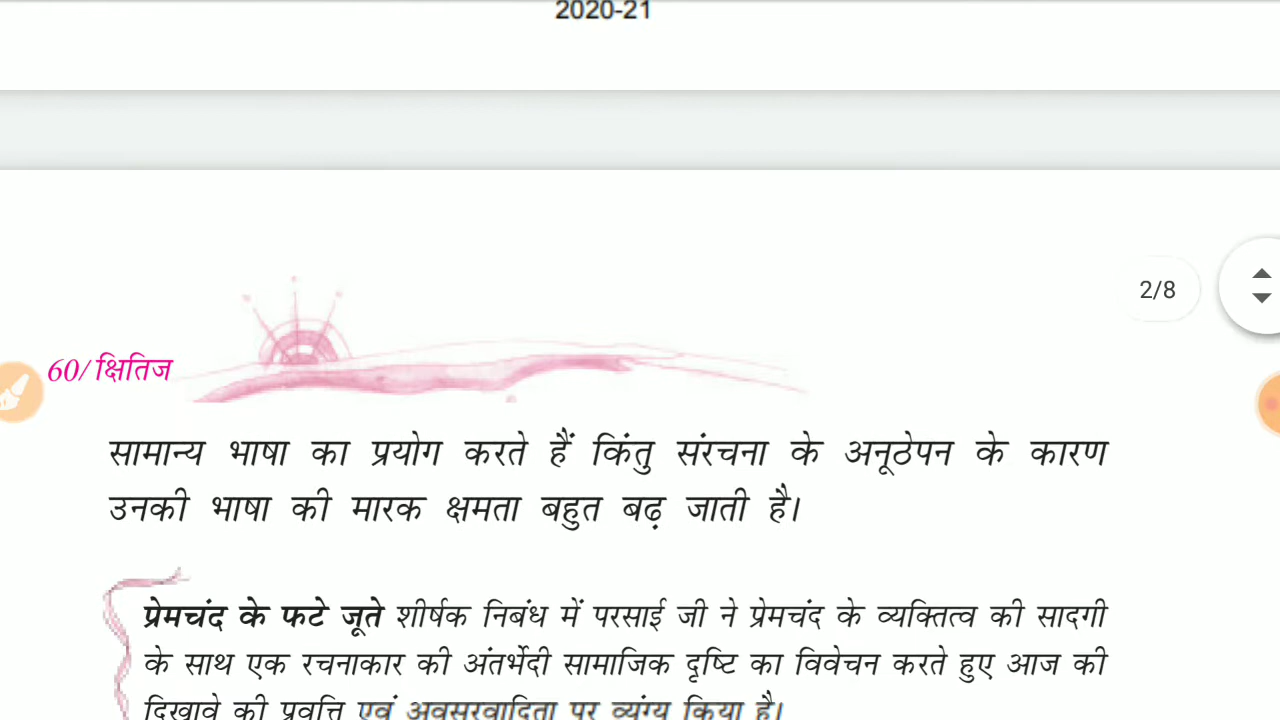 2020-21
2/8
60/क्षितिज
सामान्य भाषा का प्रयोग करते हैं किंतु संरचना के अनूठेपन के कारण
उनकी भाषा की मारक क्षमता बहुत बढ़ जाती है।
प्रेमचंद के फटे जूते शीर्षक निबंध में परसाई जी ने प्रेमचंद के व्यक्तित्व की सादगी
के साथ एक रचनाकार की अंतर्भेदी सामाजिक दृष्टि का विवेचन करते हुए आज की
दिखावे की प्रवृत्ति एवं अवसरवादिता पर व्यंग्य किया है।